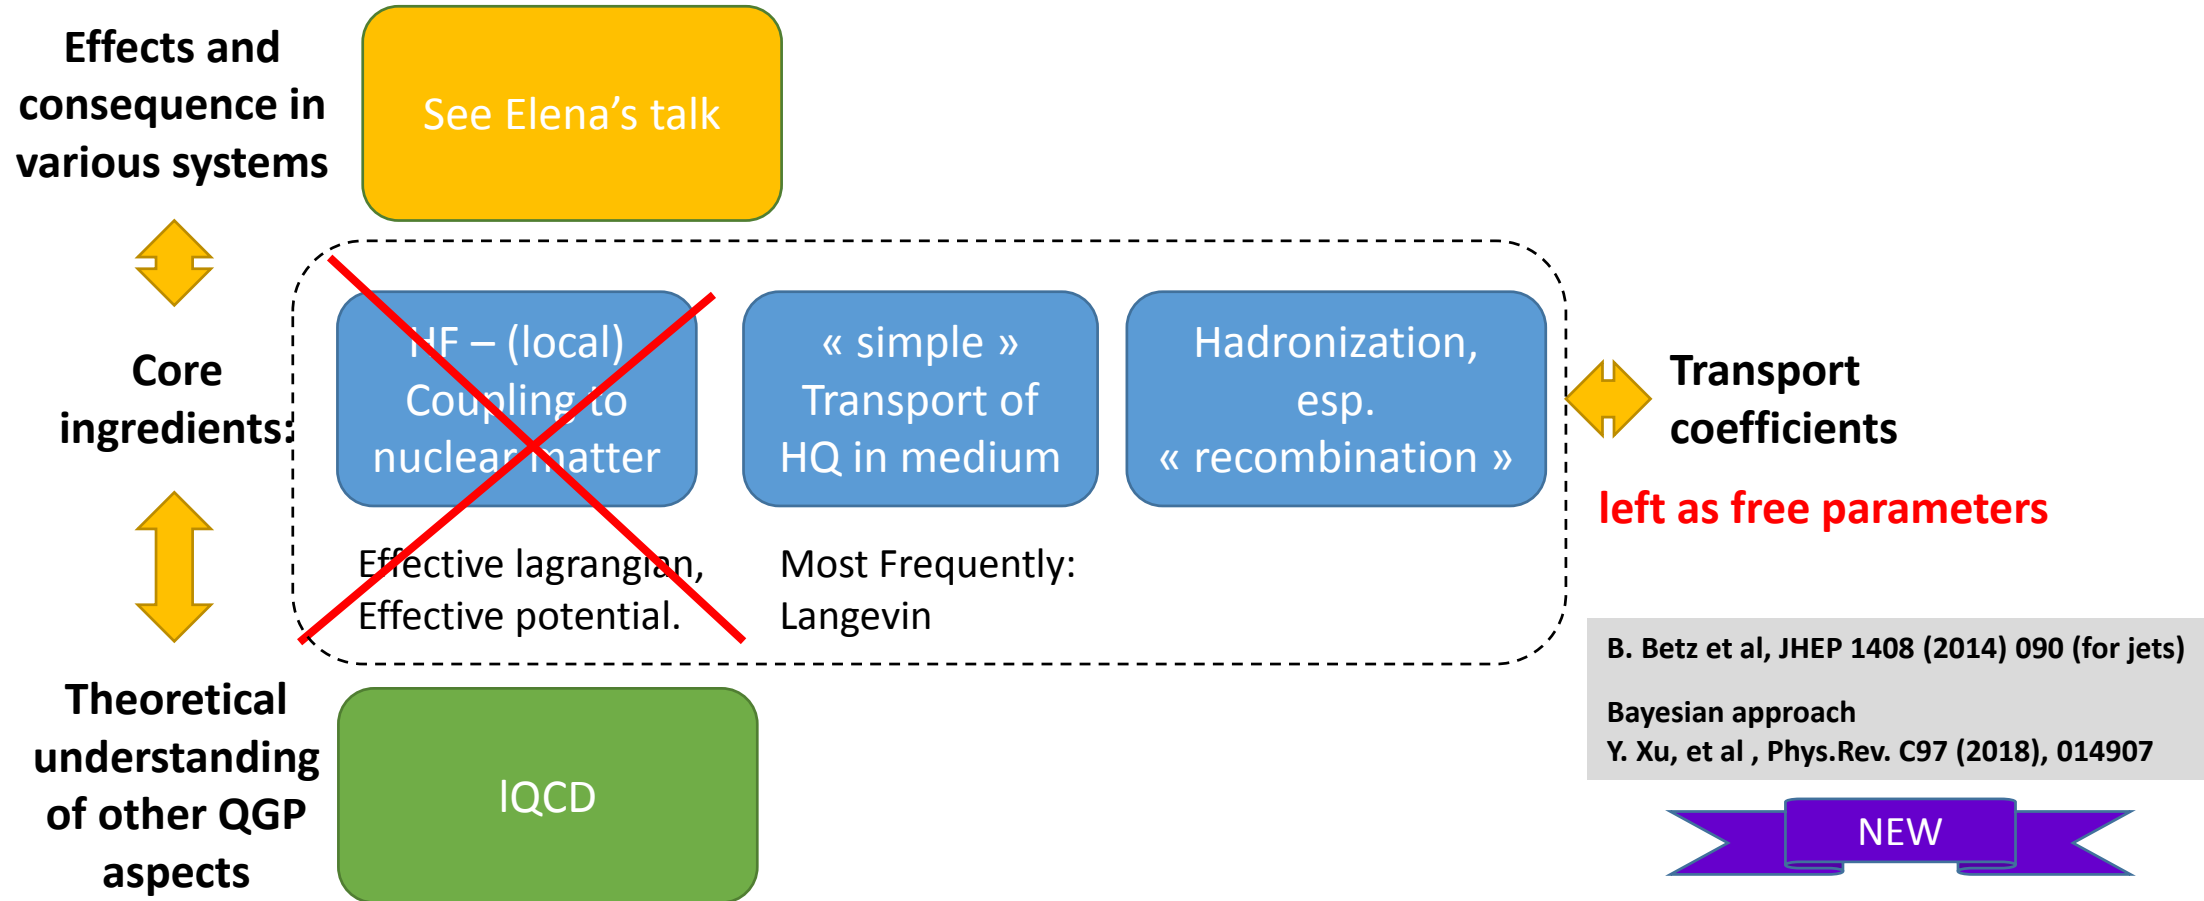 Effects and
consequence in
various systems
See Elena's talk
Core
ingredients:
HF – (local)
Coupling to
nuclear matter
« simple »
Transport of
HQ in medium
Hadronization,
esp.
« recombination »
Transport
coefficients
left as free parameters
Effective lagrangian,
Effective potential.
Most Frequently:
Langevin
B. Betz et al, JHEP 1408 (2014) 090 (for jets)
Bayesian approach
Y. Xu, et al , Phys.Rev. C97 (2018), 014907
NEW
Theoretical
understanding
of other QGP
aspects
lQCD